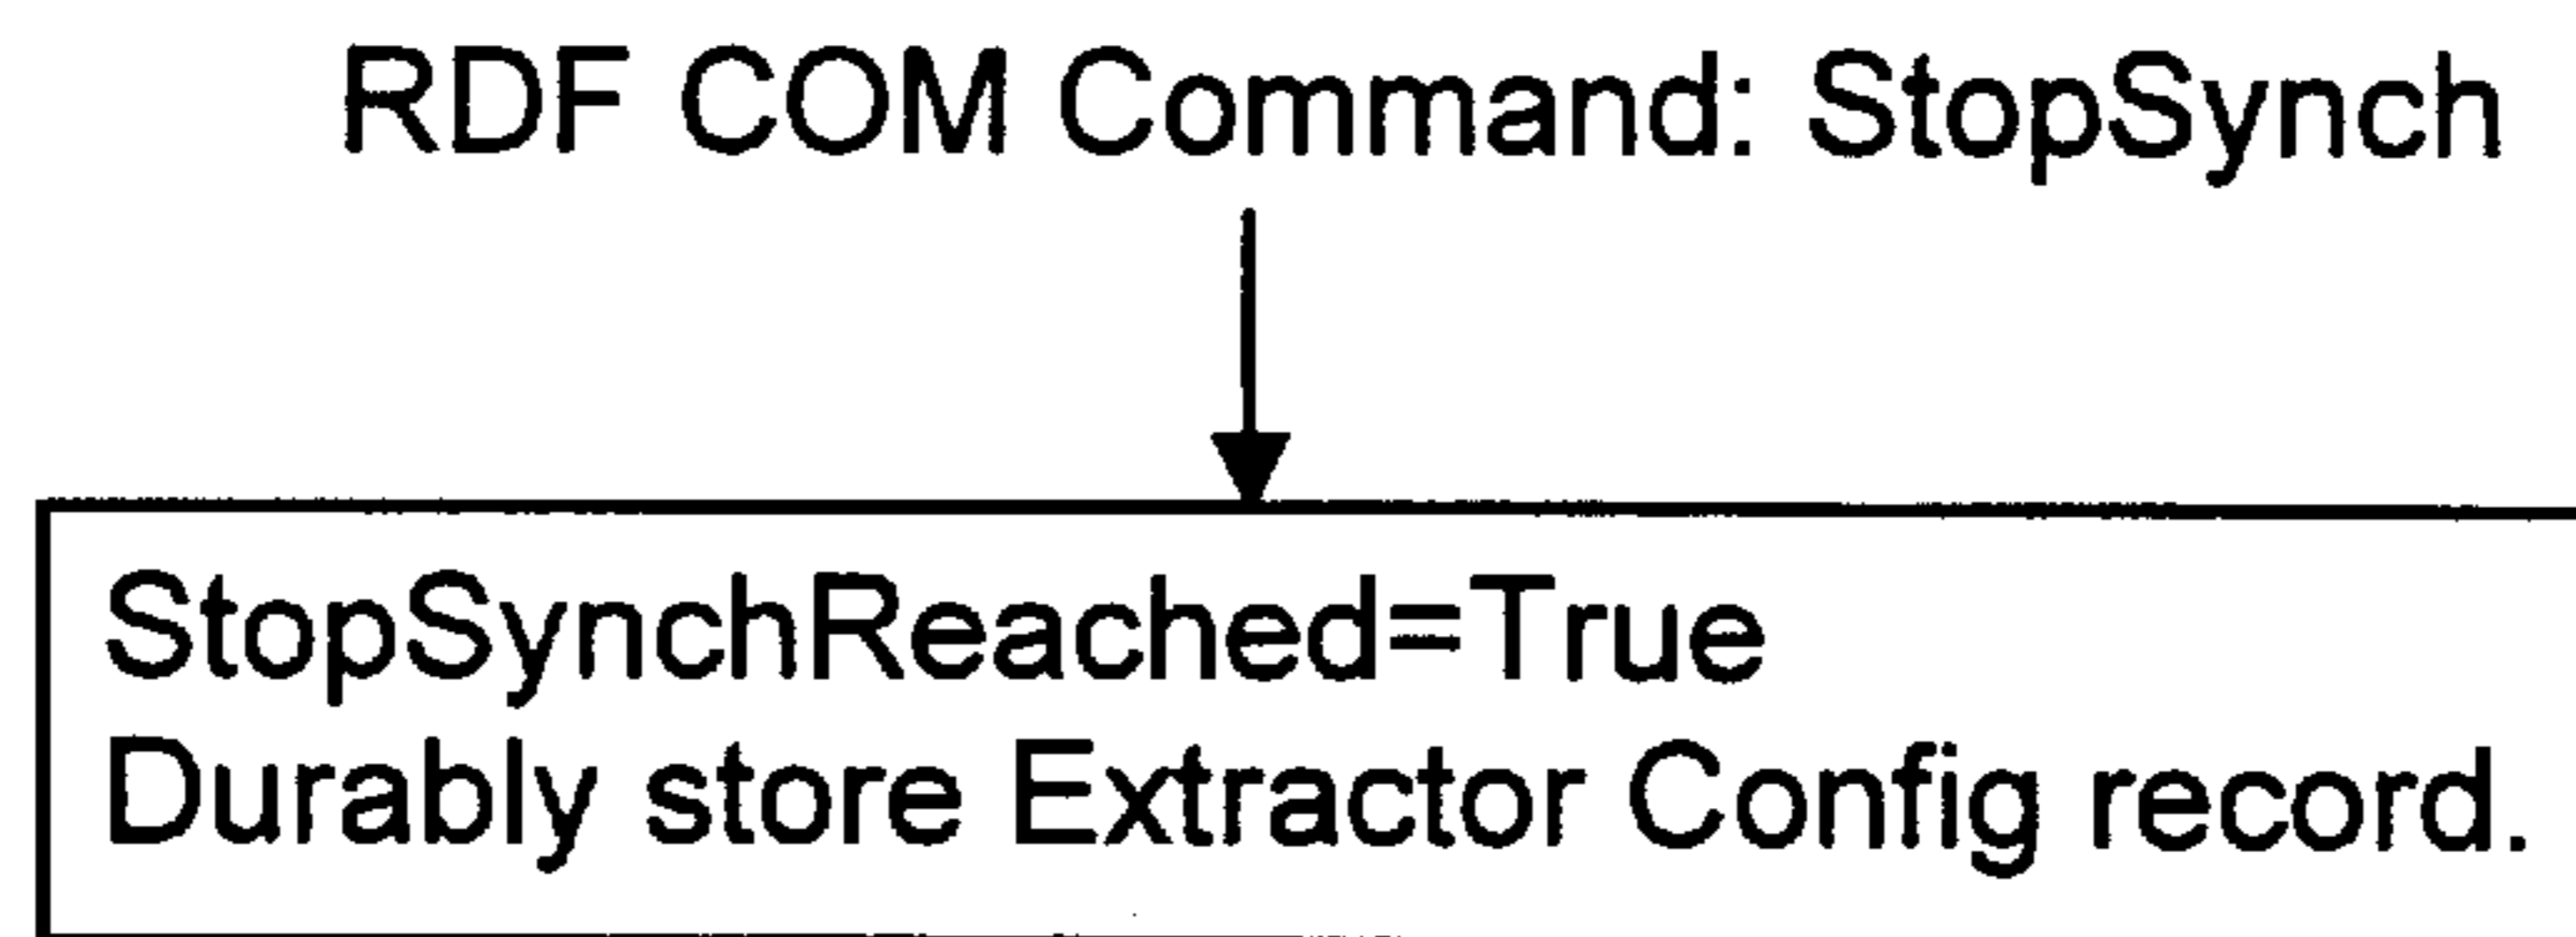 RDF COM Command: StopSynch
StopSynchReached=True
Durably store Extractor Config record.